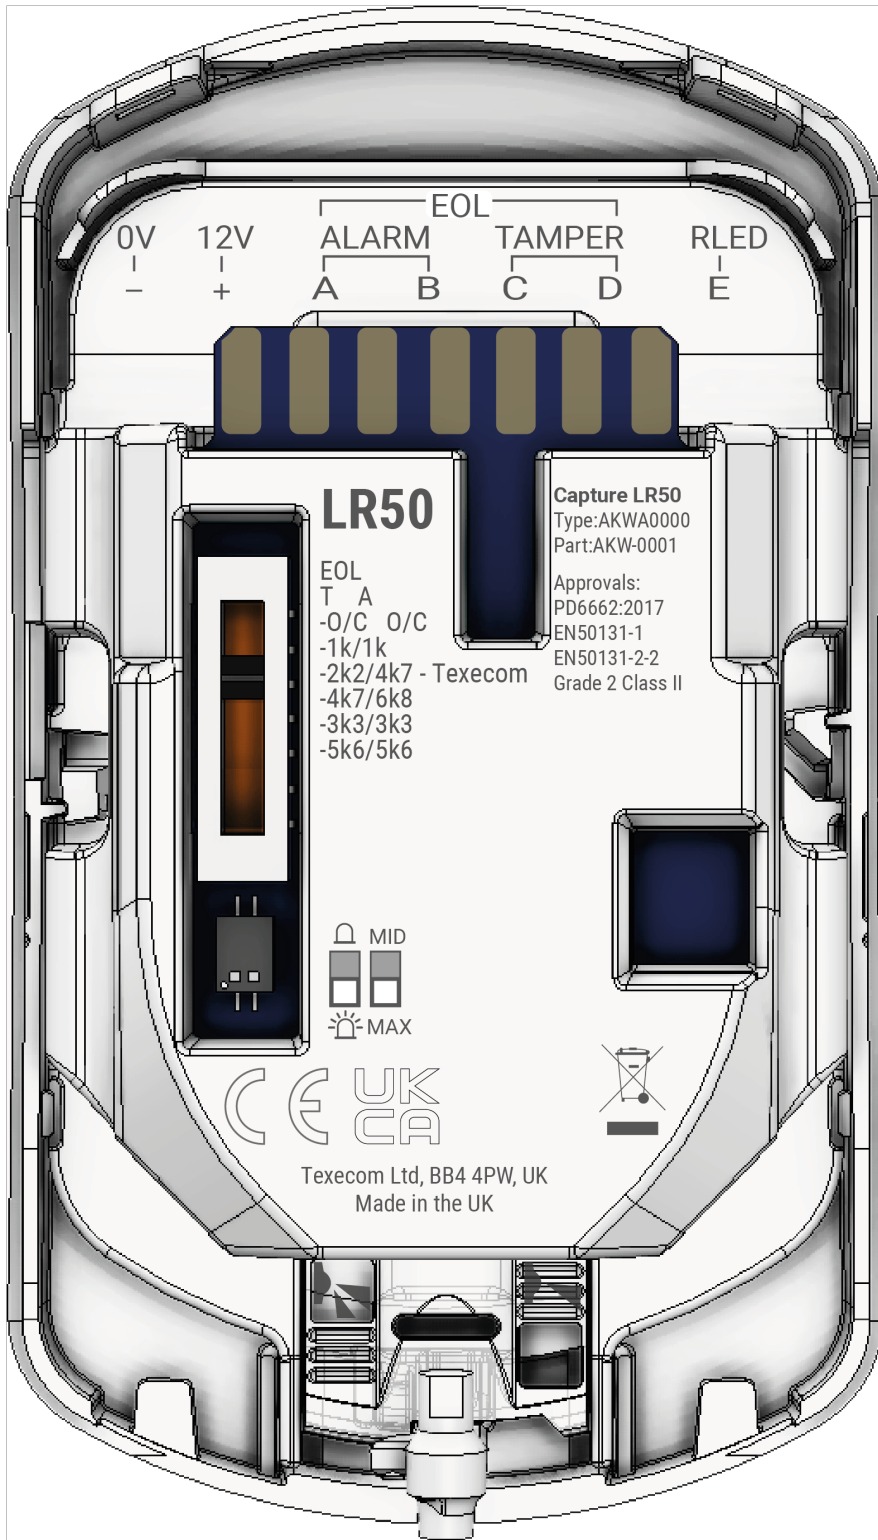 EOL
0V 12V ALARM TAMPER RLED
– + A B C D E
LR50
EOL
T A
-O/C O/C
-1k/1k
-2k2/4k7 - Texecom
-4k7/6k8
-3k3/3k3
-5k6/5k6
Capture LR50
Type:AKWA0000
Part:AKW-0001
Approvals:
PD6662:2017
EN50131-1
EN50131-2-2
Grade 2 Class II
MID
MAX
CE UK
CA
Texecom Ltd, BB4 4PW, UK
Made in the UK